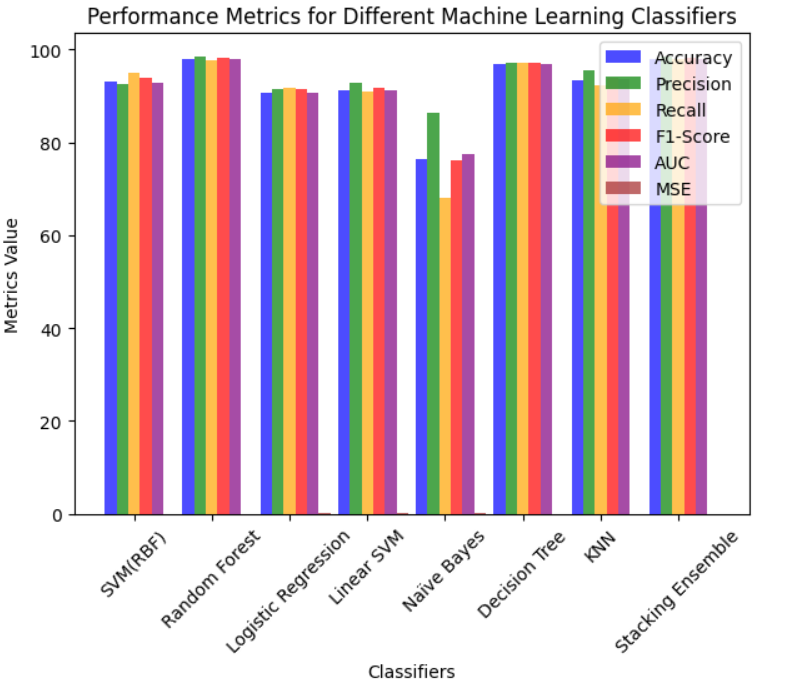 Performance Metrics for Different Machine Learning Classifiers
100
80
60
40
20
0
Metrics Value
Accuracy
Precision
Recall
F1-Score
AUC
MSE
SVM(RBF)
Random Forest
Logistic Regression
Linear SVM
Naïve Bayes
Decision Tree
KNN
Stacking Ensemble
Classifiers